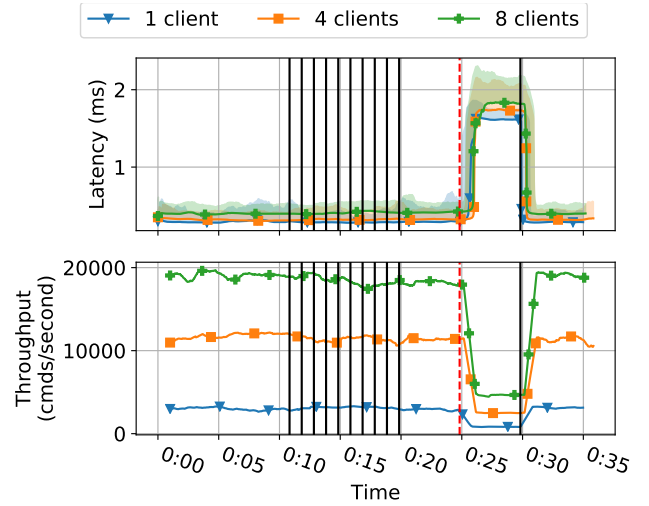 1 client 4 clients 8 clients
Latency (ms)
2
1
Throughput
(cmds/second)
20000
10000
0
0:00 0:05 0:10 0:15 0:20 0:25 0:30 0:35
Time